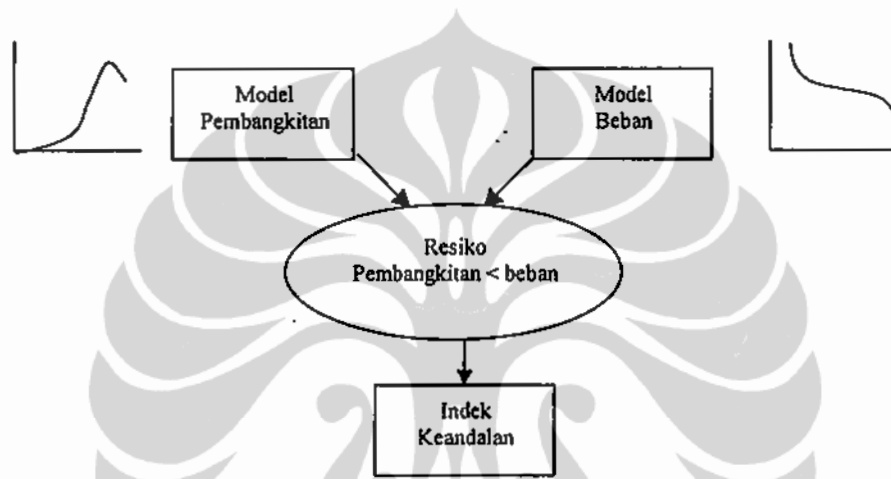 Model
Pembangkitan
Model
Beban
Resiko
Pembangkitan < beban
Indek
Keandalan